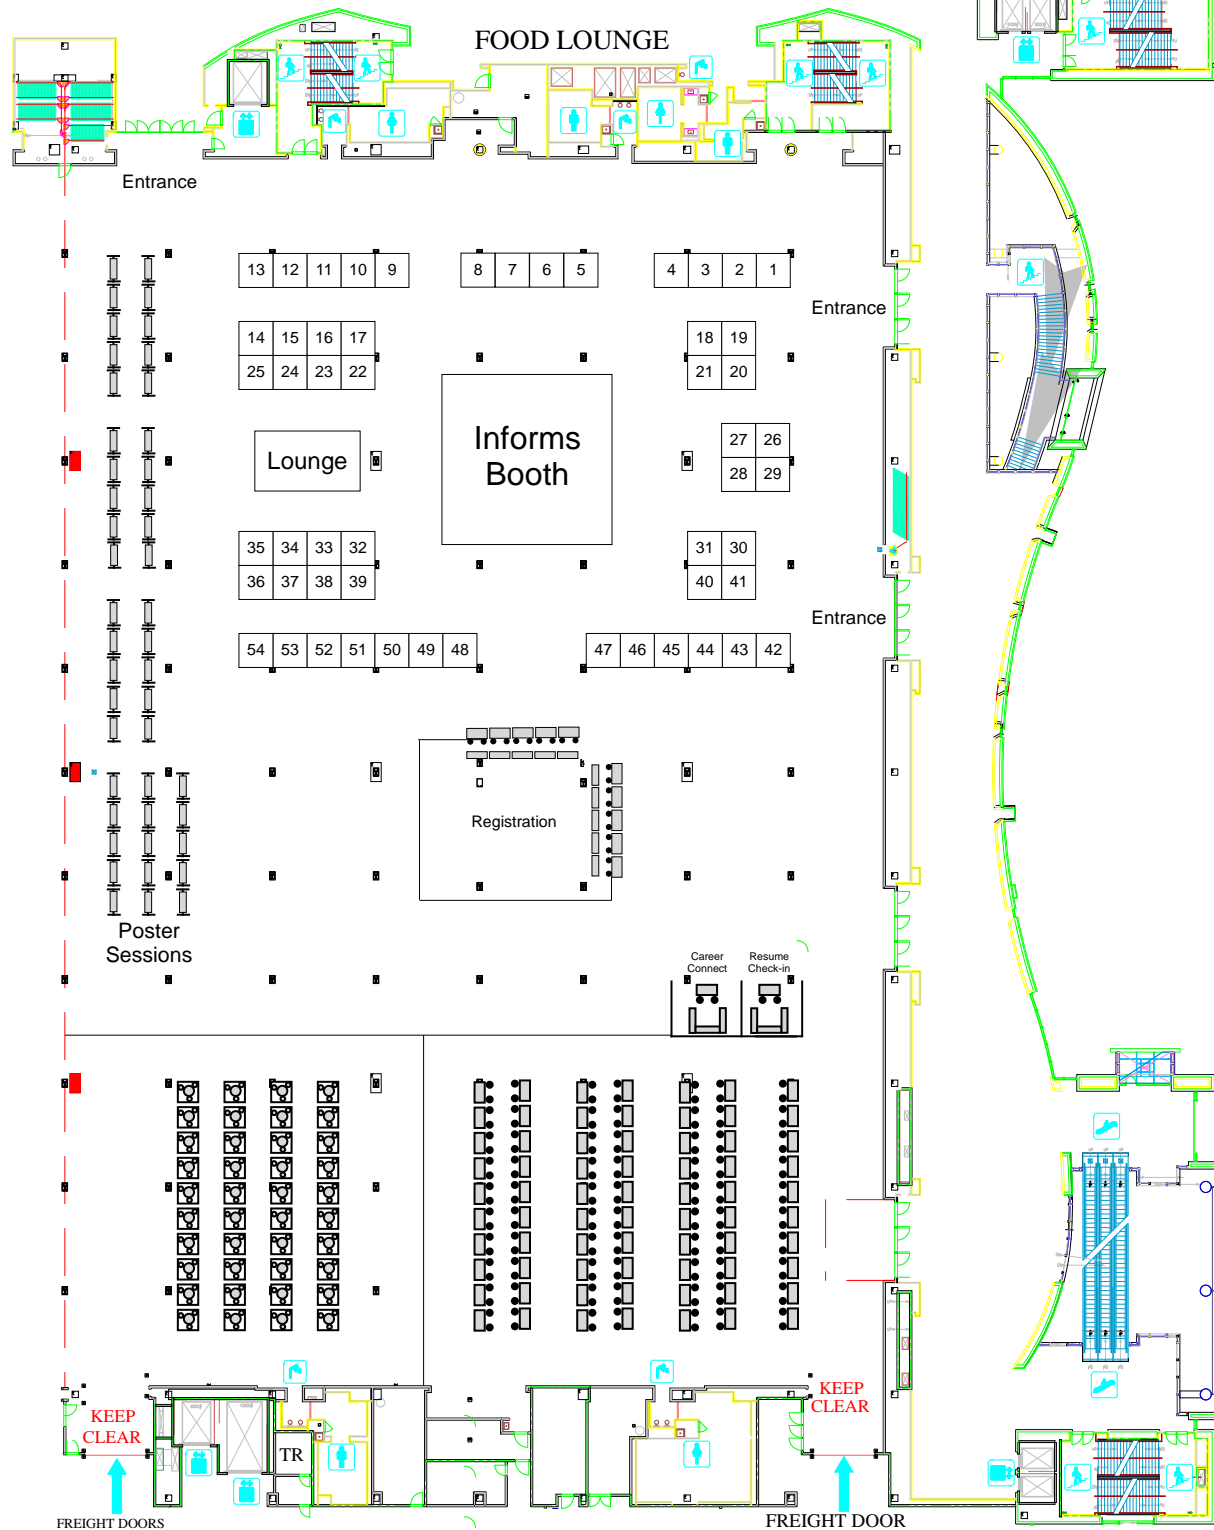 FOOD LOUNGE
Entrance
13 12 11 10 9 8 7 6 5 4 3 2 1
Entrance
14 15 16 17 18 19
25 24 23 22 21 20
Informs
Booth
Lounge
27 26
28 29
35 34 33 32 31 30
36 37 38 39 40 41
Entrance
54 53 52 51 50 49 48 47 46 45 44 43 42
Registration
Poster
Sessions
Career
Connect
Resume
Check-in
KEEP
CLEAR
KEEP
CLEAR
TR
FREIGHT DOORS
FREIGHT DOOR